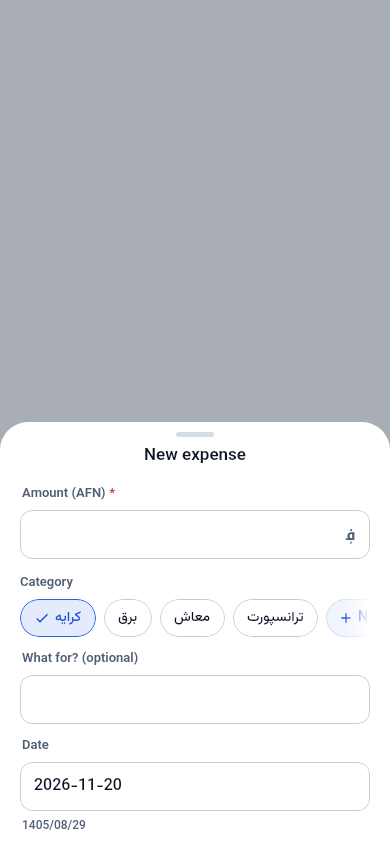 New expense
Amount (AFN) *
؋
Category
کرایه برق معاش ترانسپورت + N
What for? (optional)
Date
2026-11-20
1405/08/29